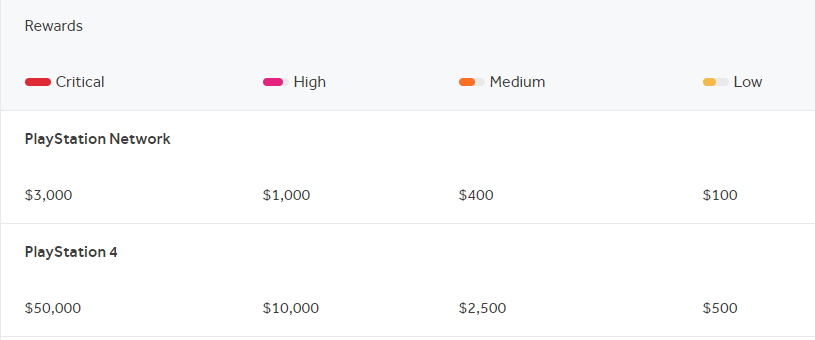 Rewards
Critical High Medium Low
PlayStation Network
$3,000 $1,000 $400 $100
PlayStation 4
$50,000 $10,000 $2,500 $500